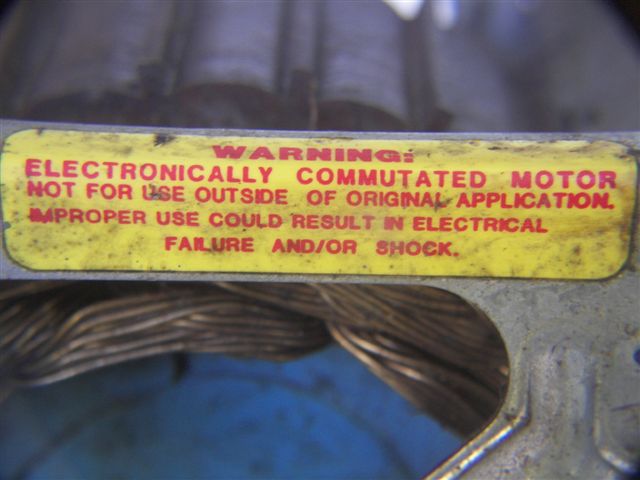 WARNING:
ELECTRONICALLY COMMUTATED MOTOR
NOT FOR USE OUTSIDE OF ORIGINAL APPLICATION.
IMPROPER USE COULD RESULT IN ELECTRICAL
FAILURE AND/OR SHOCK.